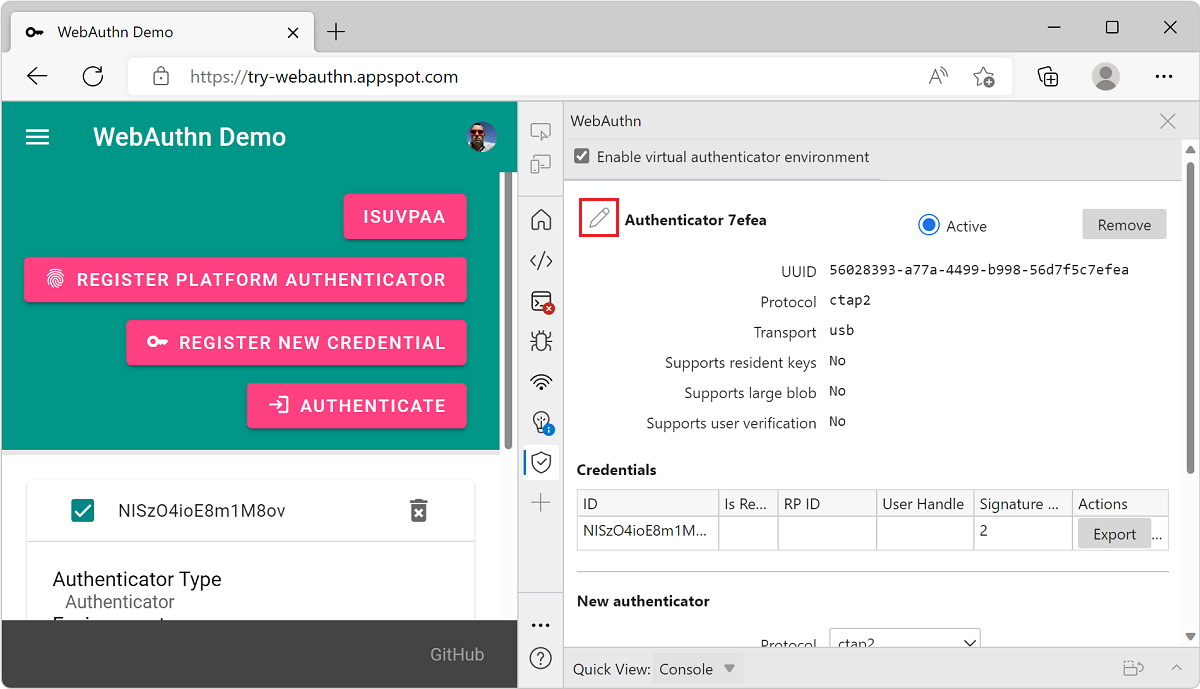 WebAuthn Demo
https://try-webauthn.appspot.com
WebAuthn Demo
ISUVPAA
REGISTER PLATFORM AUTHENTICATOR
REGISTER NEW CREDENTIAL
AUTHENTICATE
NISzO4ioE8m1M8ov
Authenticator Type
Authenticator
GitHub
WebAuthn
Enable virtual authenticator environment
Authenticator 7efea
Active
Remove
UUID 56028393-a77a-4499-b998-56d7f5c7efea
Protocol ctap2
Transport usb
Supports resident keys No
Supports large blob No
Supports user verification No
Credentials
ID Is Re... RP ID User Handle Signature ... Actions
NISzO4ioE8m1M... 2 Export ...
New authenticator
Protocol ctap2
Quick View: Console